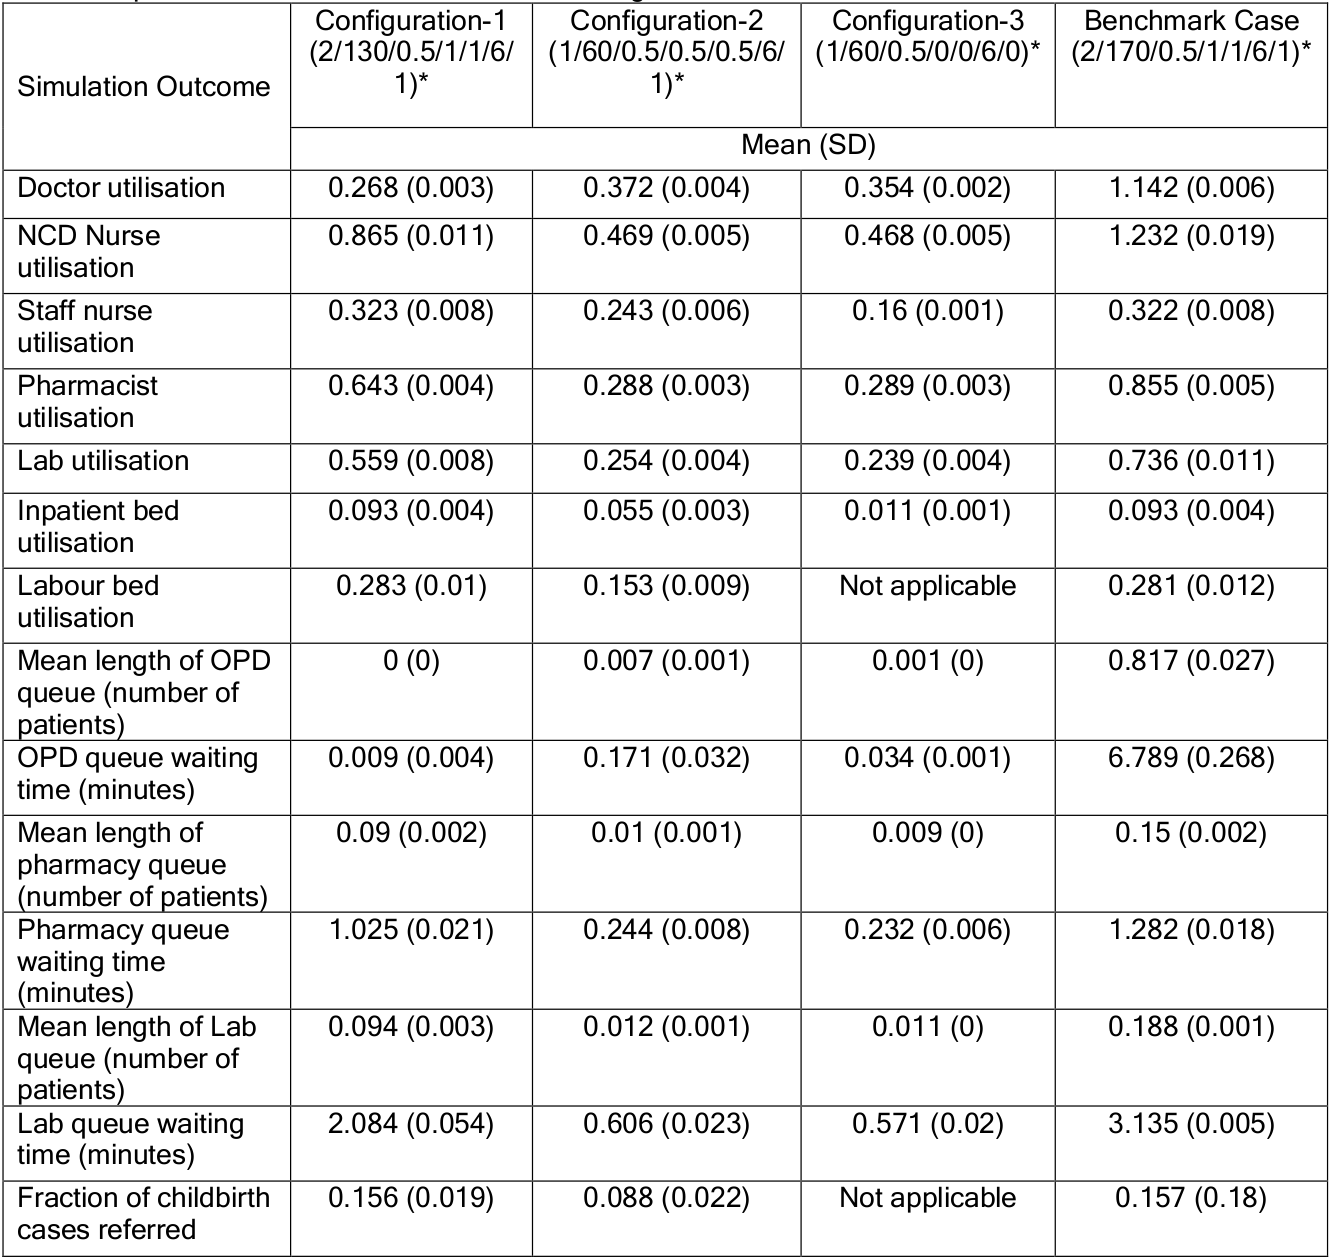 Simulation Outcome
Configuration-1
(2/130/0.5/1/1/6/
1)*
Configuration-2
(1/60/0.5/0.5/0.5/6/
1)*
Configuration-3
(1/60/0.5/0/0/6/0)*
Benchmark Case
(2/170/0.5/1/1/6/1)*
Mean (SD)
Doctor utilisation 0.268 (0.003) 0.372 (0.004) 0.354 (0.002) 1.142 (0.006)
NCD Nurse 0.865 (0.011) 0.469 (0.005) 0.468 (0.005) 1.232 (0.019)
utilisation
Staff nurse 0.323 (0.008) 0.243 (0.006) 0.16 (0.001) 0.322 (0.008)
utilisation
Pharmacist 0.643 (0.004) 0.288 (0.003) 0.289 (0.003) 0.855 (0.005)
utilisation
Lab utilisation 0.559 (0.008) 0.254 (0.004) 0.239 (0.004) 0.736 (0.011)
Inpatient bed 0.093 (0.004) 0.055 (0.003) 0.011 (0.001) 0.093 (0.004)
utilisation
Labour bed 0.283 (0.01) 0.153 (0.009) Not applicable 0.281 (0.012)
utilisation
Mean length of OPD 0 (0) 0.007 (0.001) 0.001 (0) 0.817 (0.027)
queue (number of
patients)
OPD queue waiting 0.009 (0.004) 0.171 (0.032) 0.034 (0.001) 6.789 (0.268)
time (minutes)
Mean length of 0.09 (0.002) 0.01 (0.001) 0.009 (0) 0.15 (0.002)
pharmacy queue
(number of patients)
Pharmacy queue 1.025 (0.021) 0.244 (0.008) 0.232 (0.006) 1.282 (0.018)
waiting time
(minutes)
Mean length of Lab 0.094 (0.003) 0.012 (0.001) 0.011 (0) 0.188 (0.001)
queue (number of
patients)
Lab queue waiting 2.084 (0.054) 0.606 (0.023) 0.571 (0.02) 3.135 (0.005)
time (minutes)
Fraction of childbirth 0.156 (0.019) 0.088 (0.022) Not applicable 0.157 (0.18)
cases referred